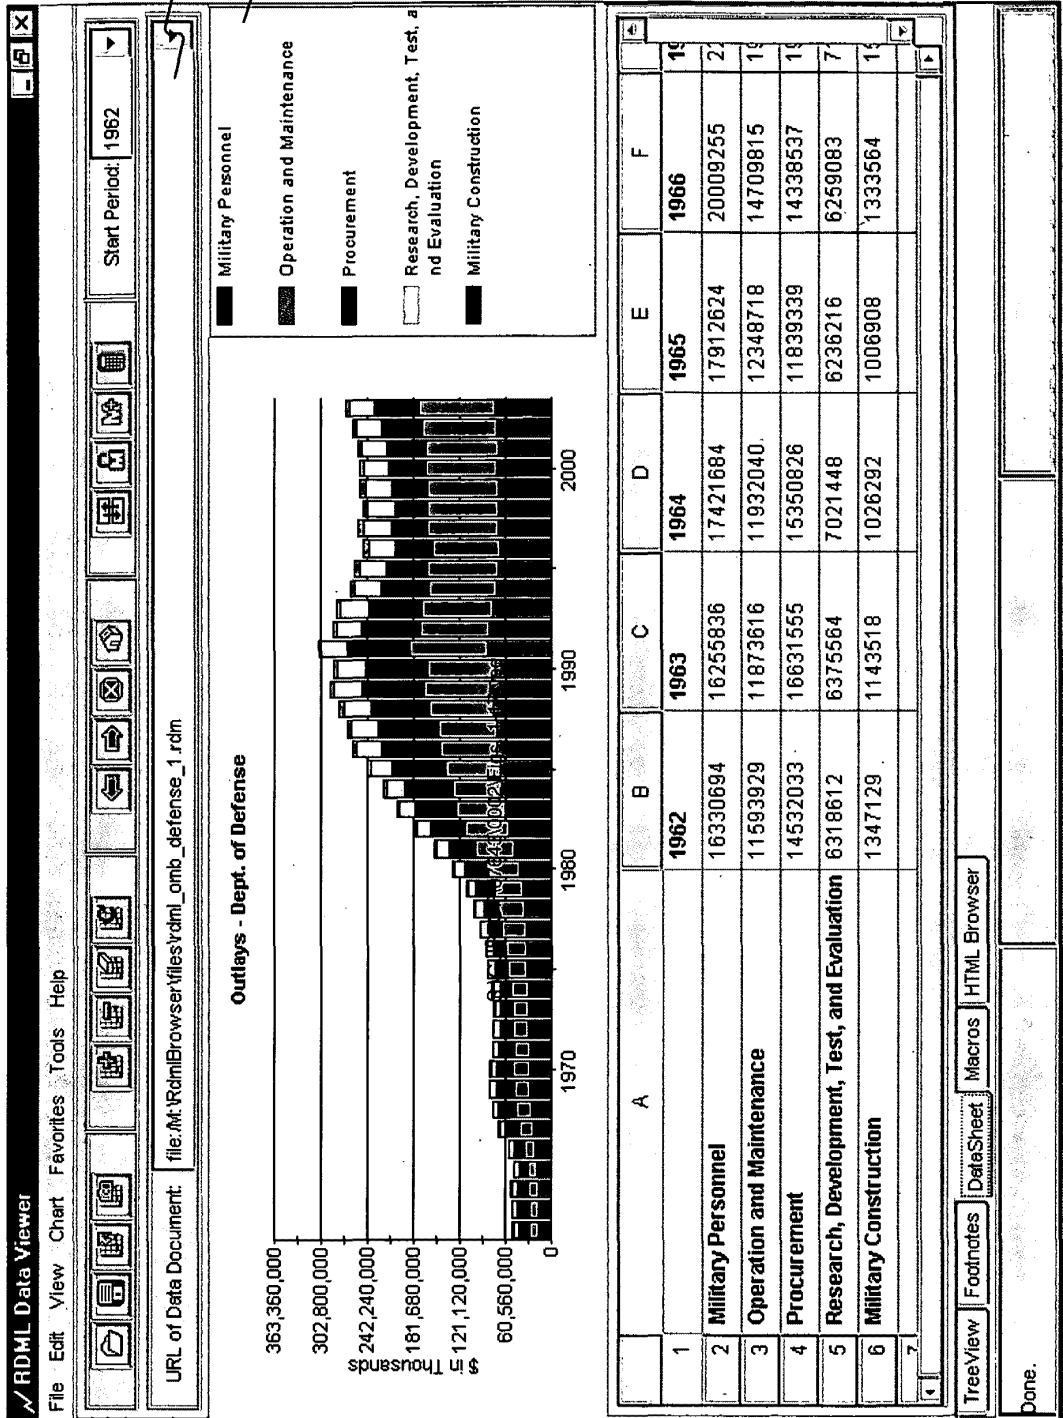 RDML Data Viewer
File Edit View Chart Favorites Tools Help
Start Period: 1962
URL of Data Document: file:/M:\RdmlBrowser\files\rdml_omb_defense_1.rdm
Outlays - Dept. of Defense
$ in Thousands
363,360,000
302,800,000
242,240,000
181,680,000
121,120,000
60,560,000
0
1970 1980 1990 2000
Military Personnel
Operation and Maintenance
Procurement
Research, Development, Test, a
nd Evaluation
Military Construction
A B C D E F
1 1962 1963 1964 1965 1966 19
2 Military Personnel 16330694 16255836 17421684 17912624 20009255 22
3 Operation and Maintenance 11593929 11873616 11932040. 12348718 14709815 19
4 Procurement 14532033 16631555 15350826 11839339 14338537 19
5 Research, Development, Test, and Evaluation 6318612 6375564 7021448 6236216 6259083 7
6 Military Construction 1347129 1143518 1026292 1006908 1333564 15
7
TreeView Footnotes DataSheet Macros HTML Browser
Done.